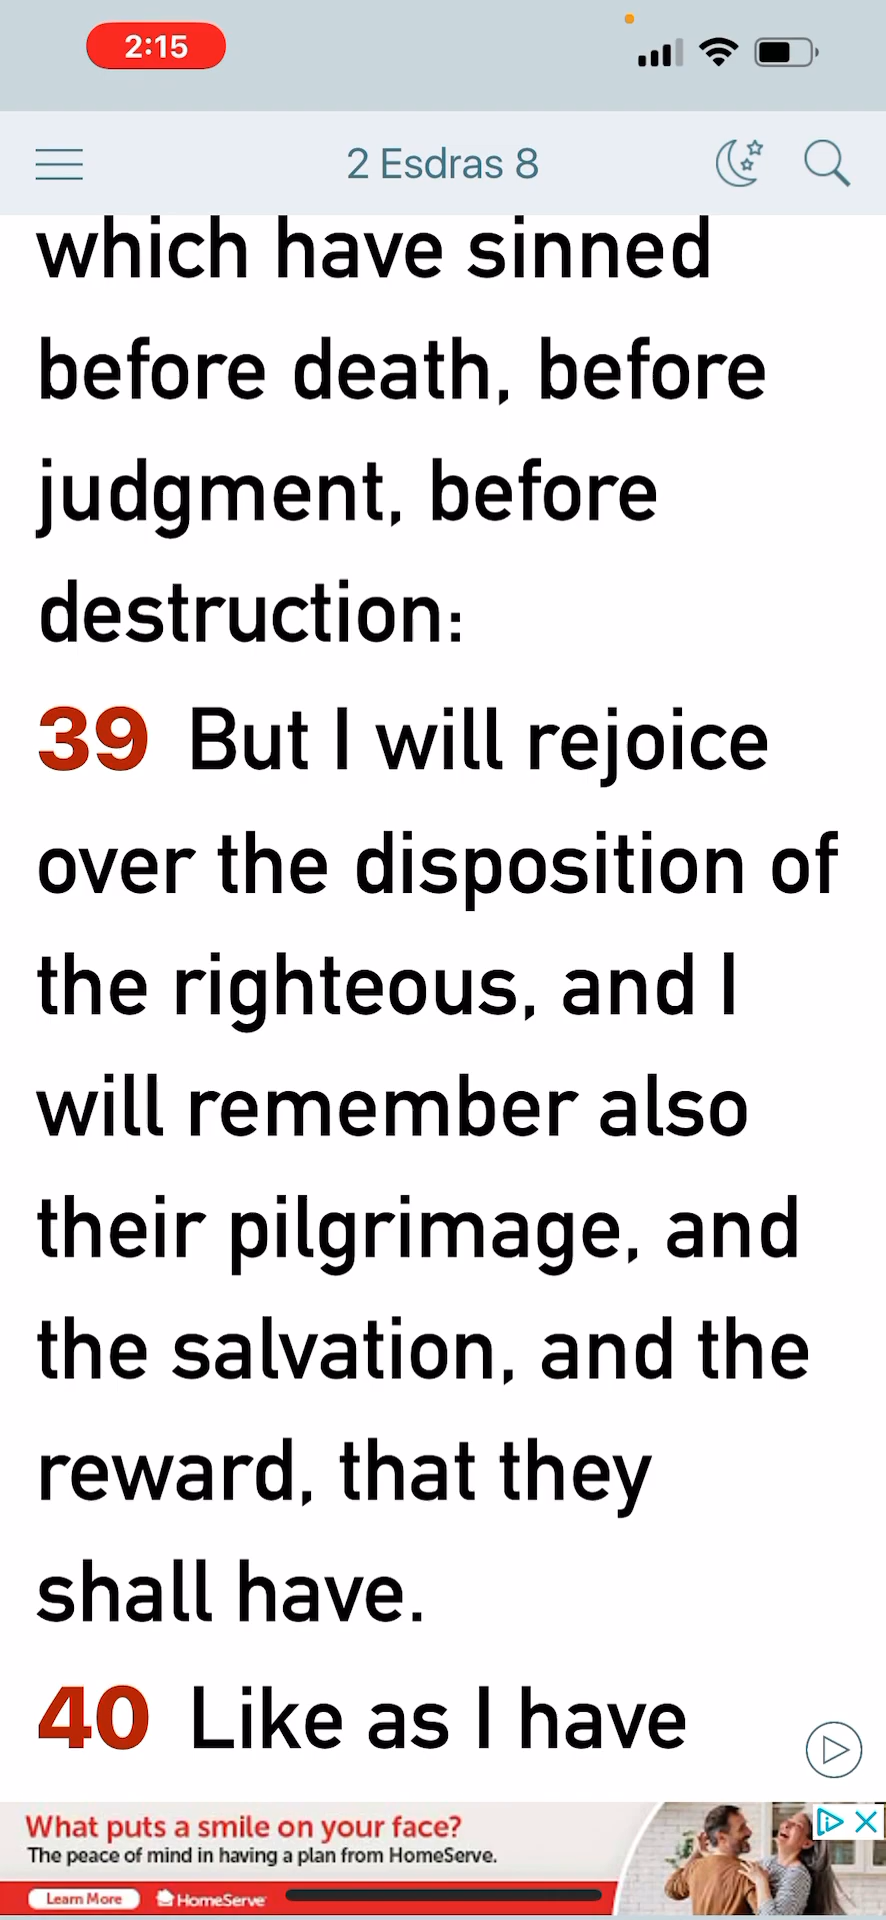 2:15
2 Esdras 8
which have sinned
before death, before
judgment, before
destruction:
39 But I will rejoice
over the disposition of
the righteous, and I
will remember also
their pilgrimage, and
the salvation, and the
reward, that they
shall have.
40 Like as I have
What puts a smile on your face?
The peace of mind in having a plan from HomeServe.
Learn More HomeServe